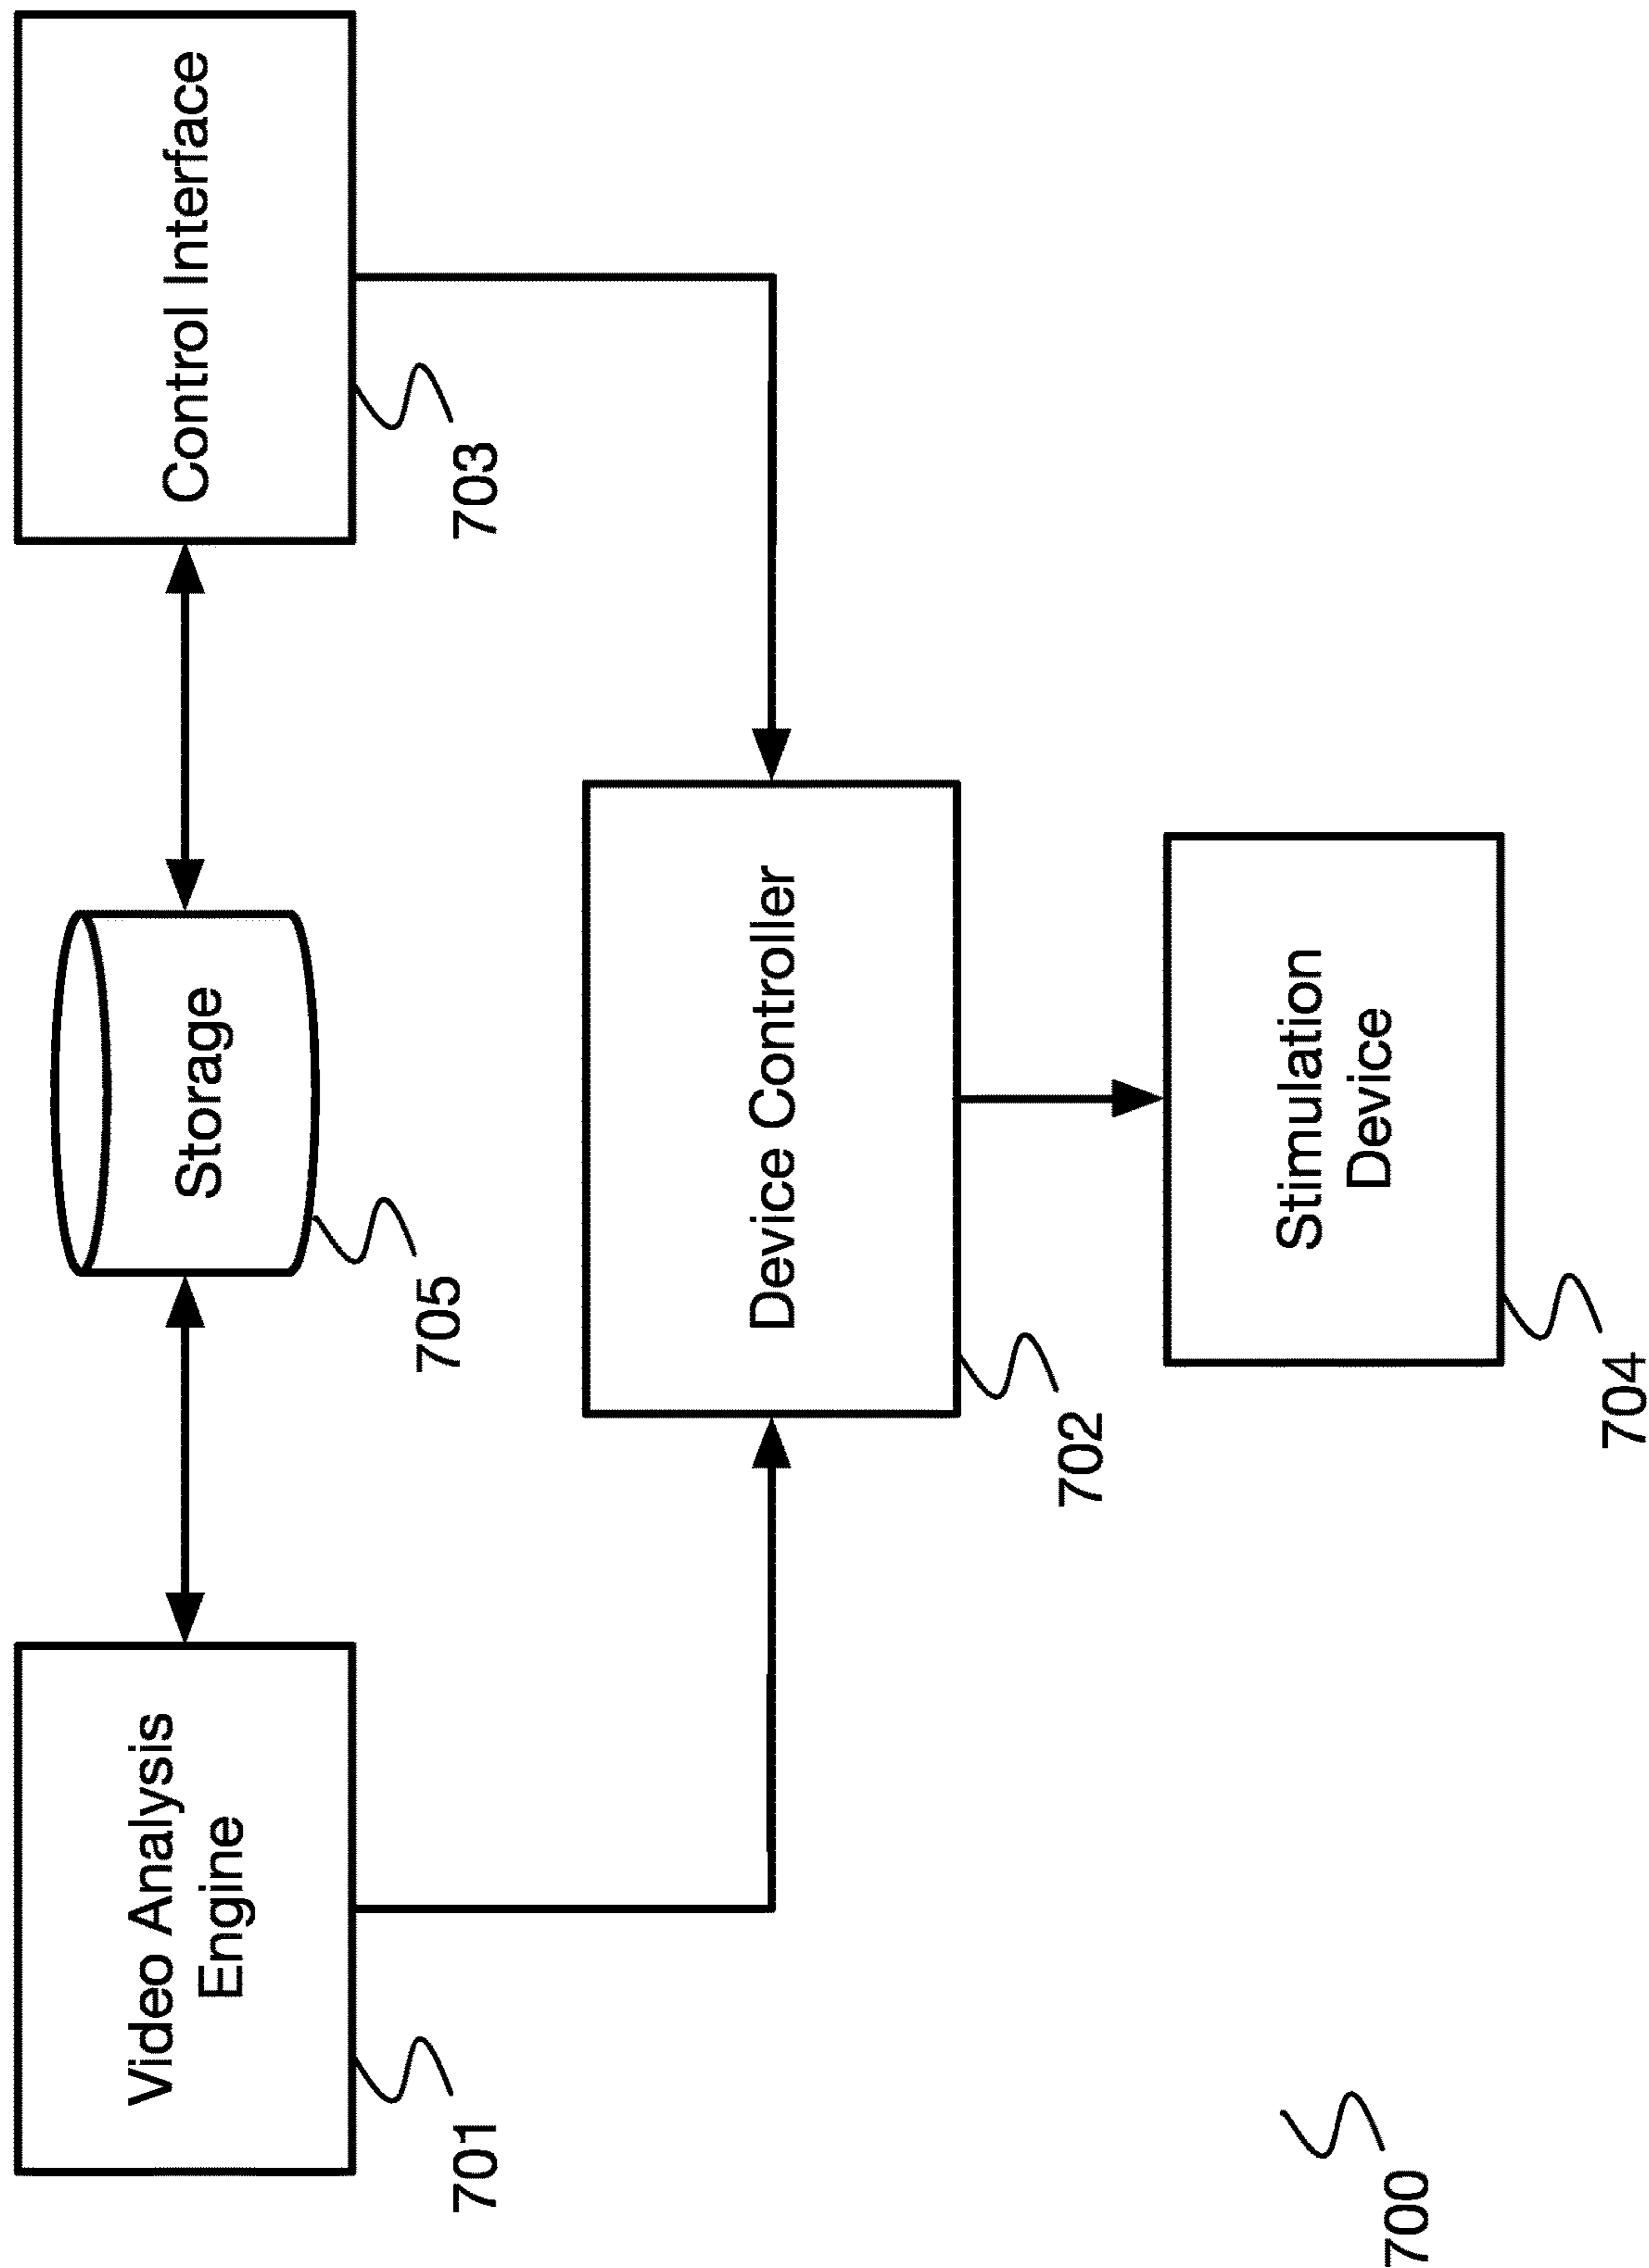 Video Analysis
Engine
701
Storage
705
Control Interface
703
Device Controller
702
Stimulation
Device
704
700